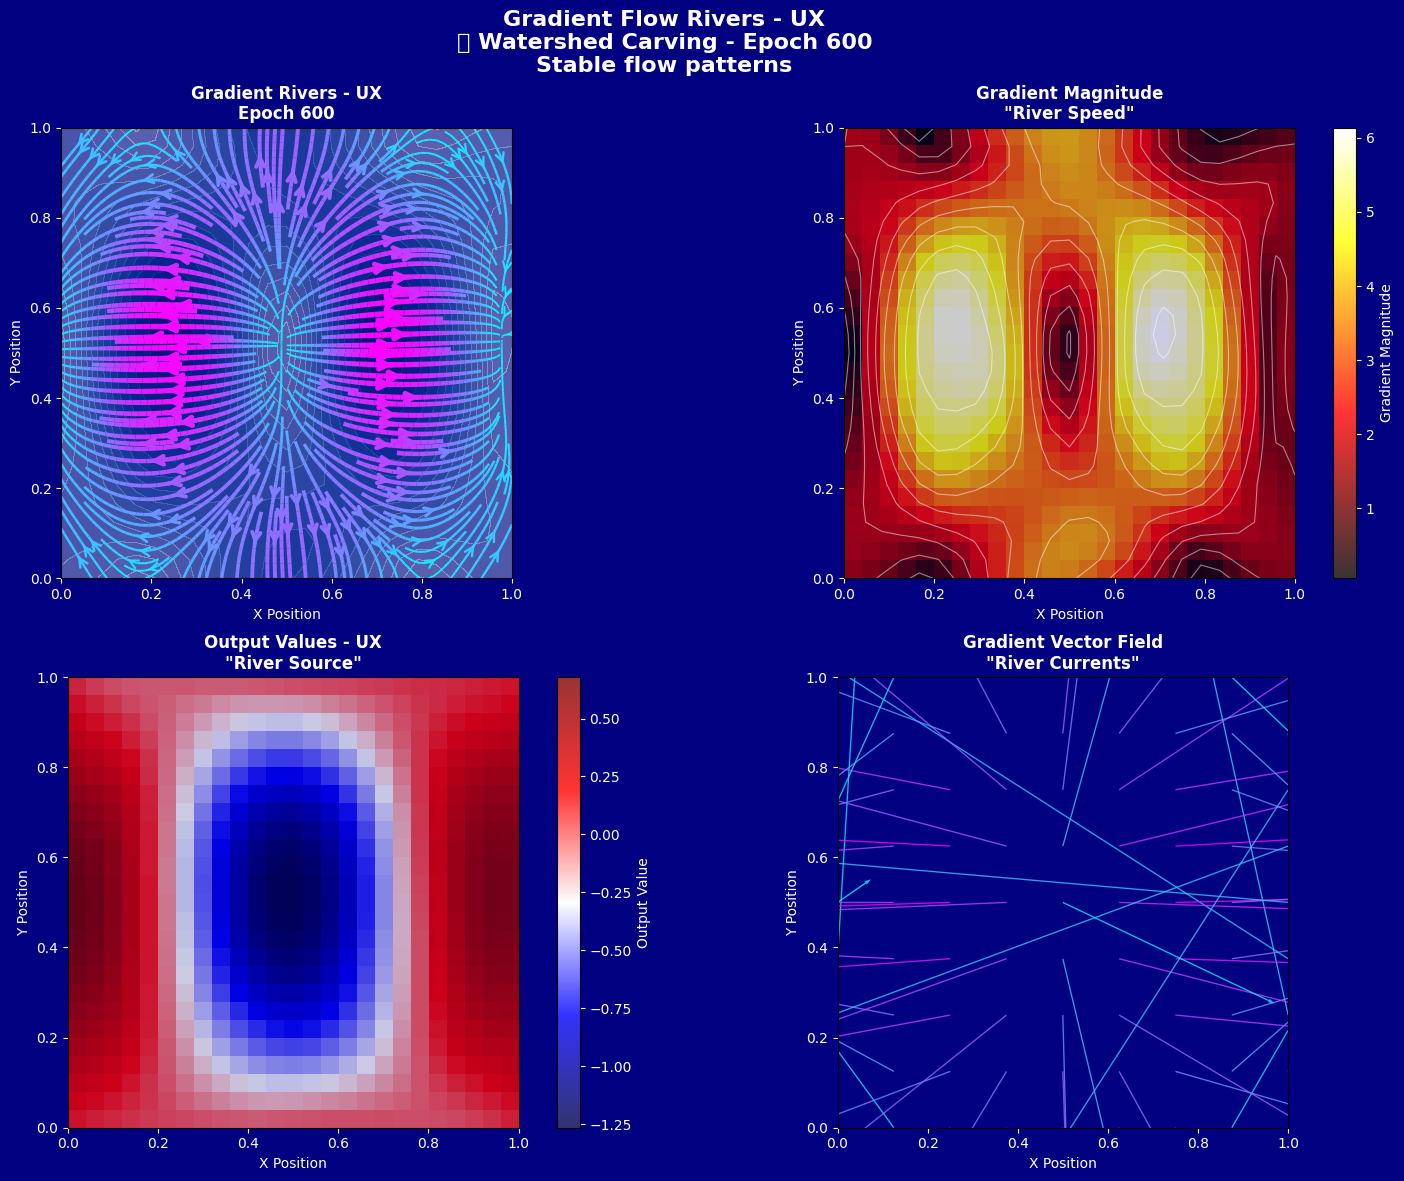 Gradient Flow Rivers - UX
▯ Watershed Carving - Epoch 600
Stable flow patterns
Gradient Rivers - UX
Epoch 600
1.0
0.8
0.6
0.4
0.2
0.0
Y Position
0.0 0.2 0.4 0.6 0.8 1.0
X Position
Gradient Magnitude
"River Speed"
1.0
0.8
0.6
0.4
0.2
0.0
Y Position
0.0 0.2 0.4 0.6 0.8 1.0
X Position
6
5
4
3
2
1
Gradient Magnitude
Output Values - UX
"River Source"
1.0
0.8
0.6
0.4
0.2
0.0
Y Position
0.0 0.2 0.4 0.6 0.8 1.0
X Position
0.50
0.25
0.00
−0.25
−0.50
−0.75
−1.00
−1.25
Output Value
Gradient Vector Field
"River Currents"
1.0
0.8
0.6
0.4
0.2
0.0
Y Position
0.0 0.2 0.4 0.6 0.8 1.0
X Position